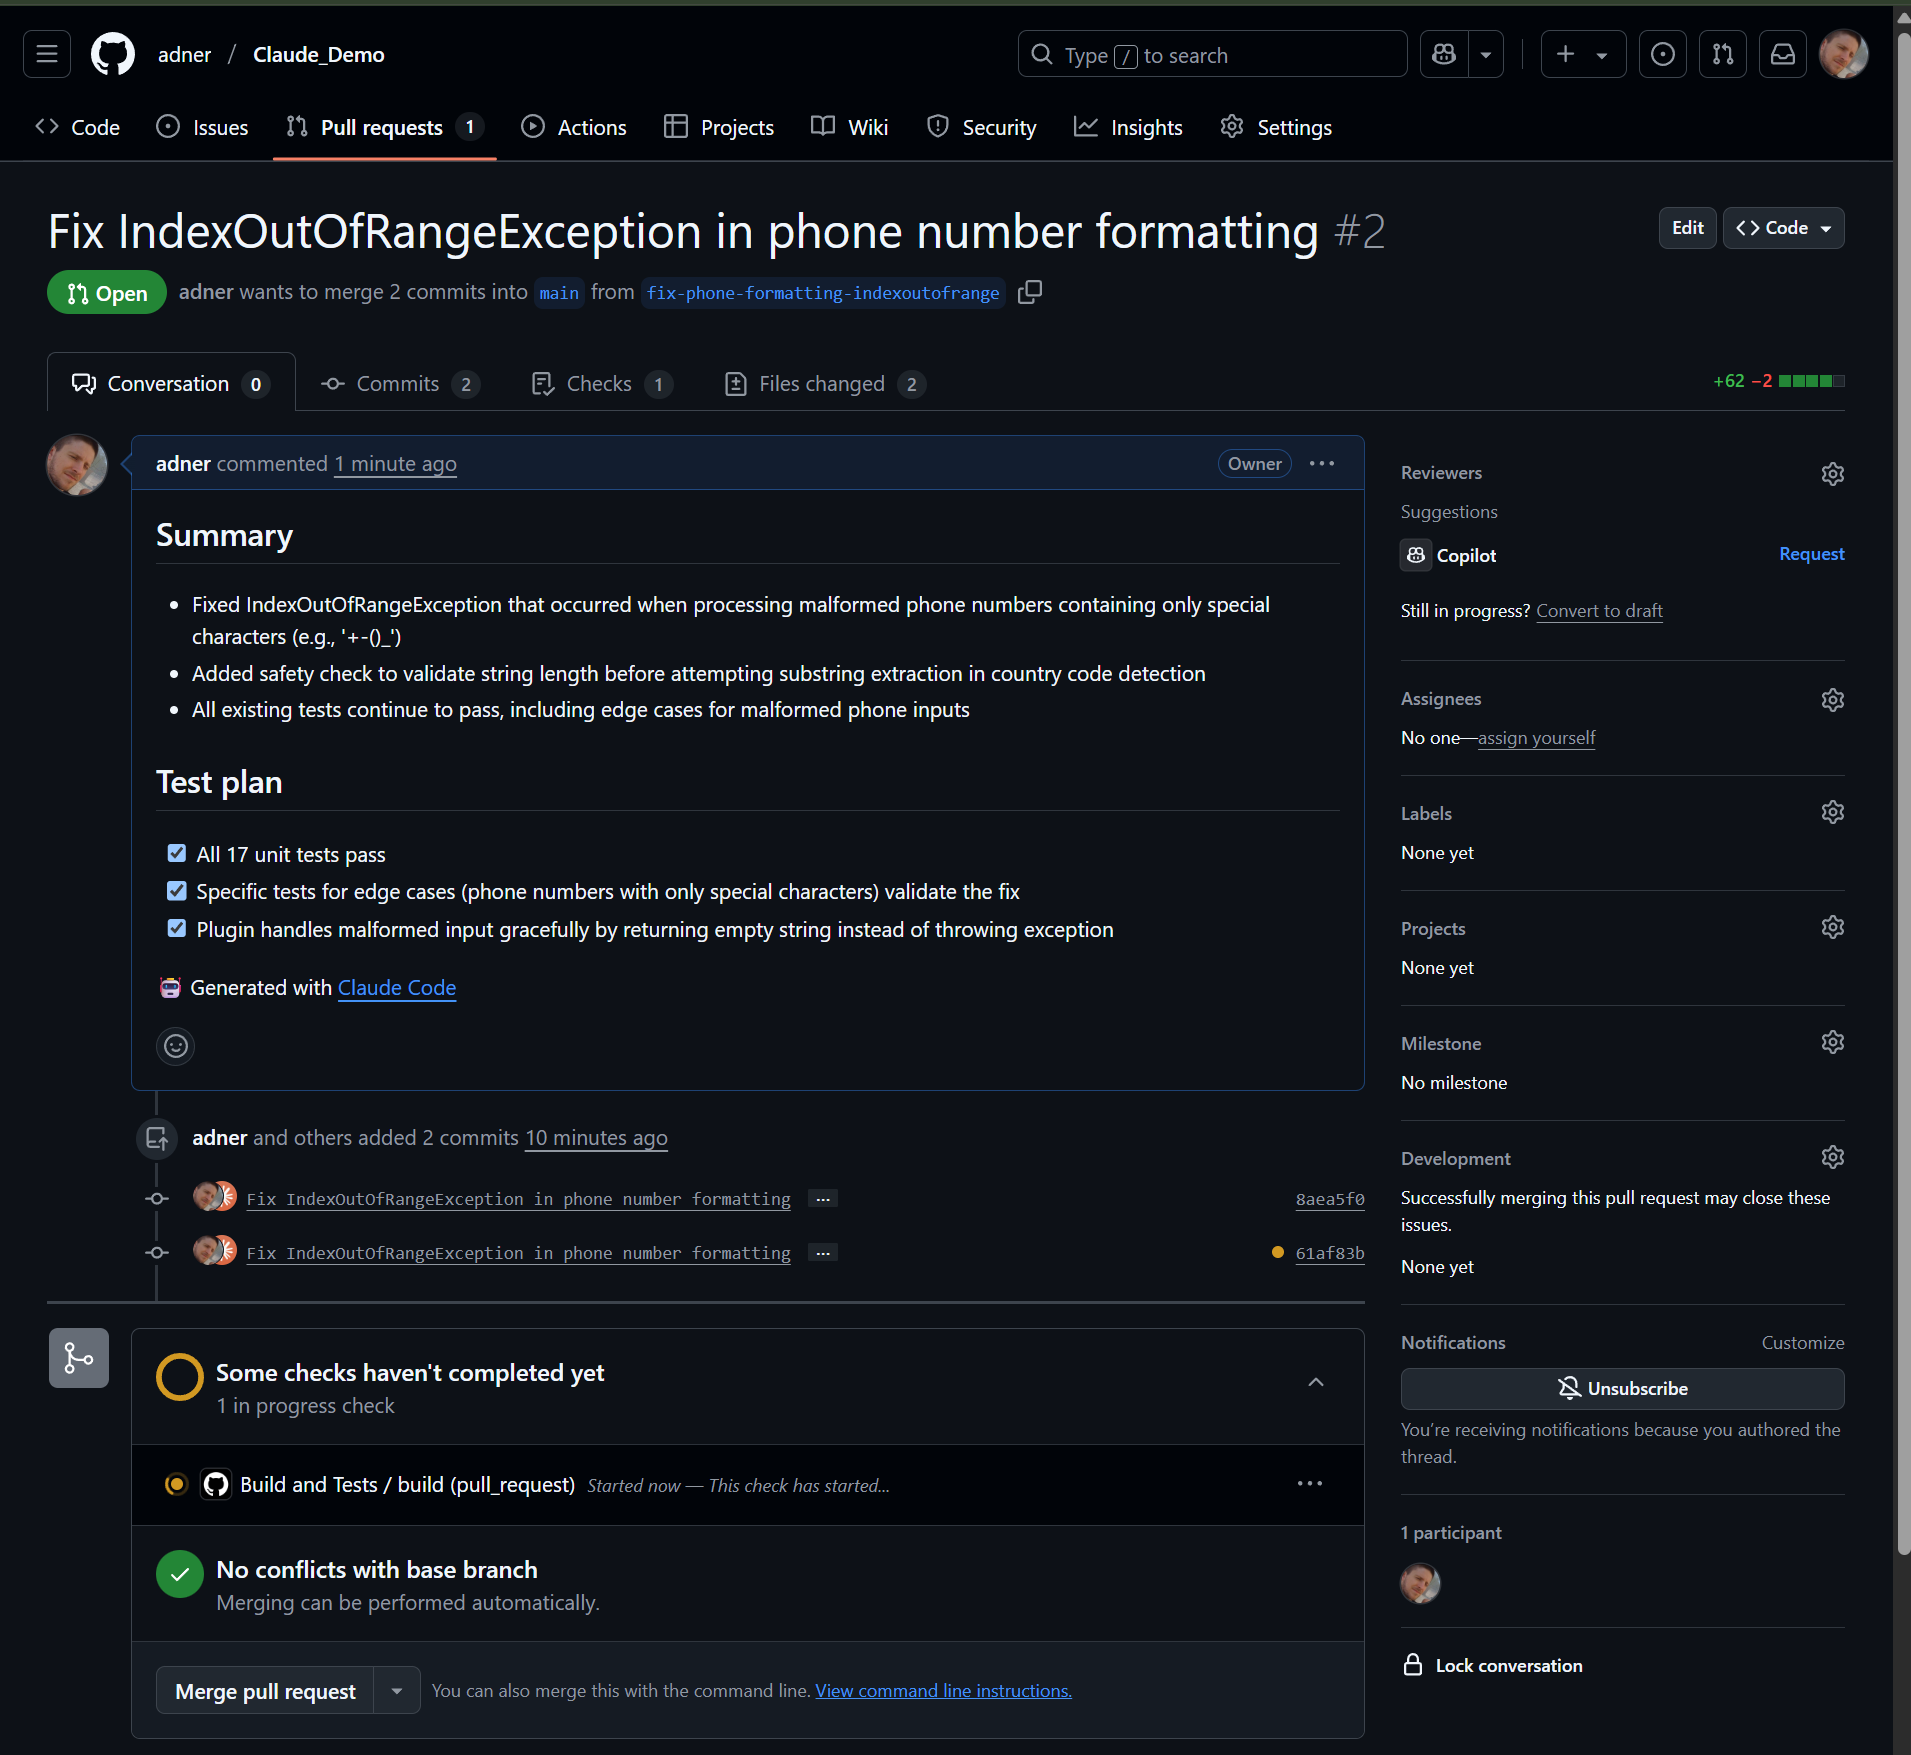 adner / Claude_Demo
Type / to search
Code
Issues
Pull requests 1
Actions
Projects
Wiki
Security
Insights
Settings
Fix IndexOutOfRangeException in phone number formatting #2
Edit
Code
Open
adner wants to merge 2 commits into main from fix-phone-formatting-indexoutofrange
Conversation 0
Commits 2
Checks 1
Files changed 2
+62 −2
adner commented 1 minute ago
Owner
Summary
Fixed IndexOutOfRangeException that occurred when processing malformed phone numbers containing only special
characters (e.g., '+-()_')
Added safety check to validate string length before attempting substring extraction in country code detection
All existing tests continue to pass, including edge cases for malformed phone inputs
Test plan
All 17 unit tests pass
Specific tests for edge cases (phone numbers with only special characters) validate the fix
Plugin handles malformed input gracefully by returning empty string instead of throwing exception
Generated with Claude Code
adner and others added 2 commits 10 minutes ago
Fix IndexOutOfRangeException in phone number formatting ... 8aea5f0
Fix IndexOutOfRangeException in phone number formatting ... 61af83b
Some checks haven't completed yet
1 in progress check
Build and Tests / build (pull_request) Started now — This check has started...
No conflicts with base branch
Merging can be performed automatically.
Merge pull request
You can also merge this with the command line. View command line instructions.
Reviewers
Suggestions
Copilot
Request
Still in progress? Convert to draft
Assignees
No one—assign yourself
Labels
None yet
Projects
None yet
Milestone
No milestone
Development
Successfully merging this pull request may close these
issues.
None yet
Notifications
Customize
Unsubscribe
You're receiving notifications because you authored the
thread.
1 participant
Lock conversation